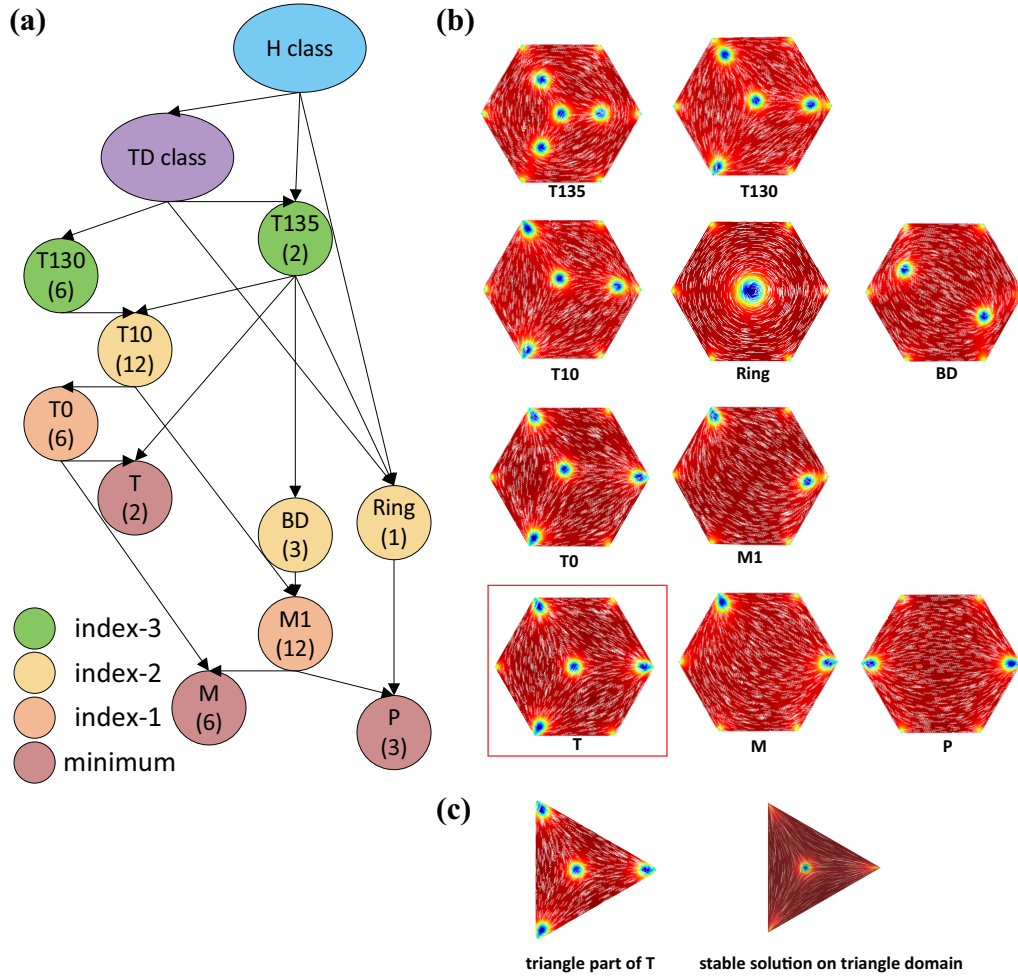 (a)
H class
TD class
T135
(2)
T130
(6)
T10
(12)
T0
(6)
T
(2)
BD
(3)
Ring
(1)
M1
(12)
M
(6)
P
(3)
index-3
index-2
index-1
minimum
(b)
T135
T130
T10
Ring
BD
T0
M1
T
M
P
(c)
triangle part of T
stable solution on triangle domain